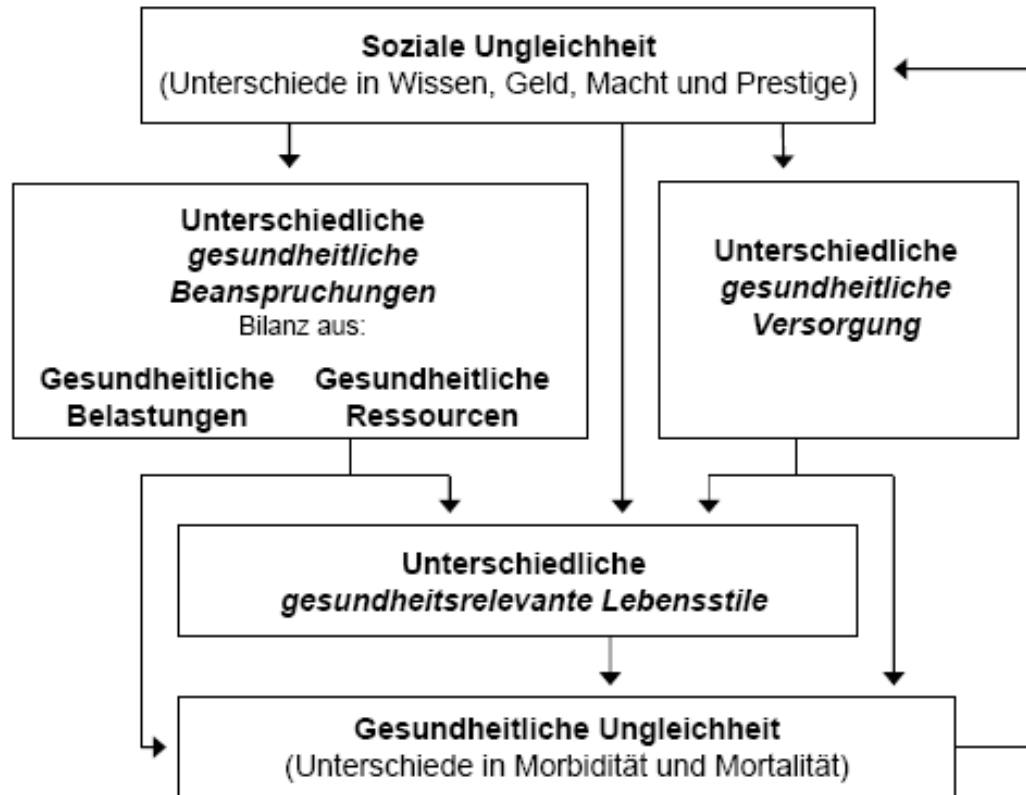 Soziale Ungleichheit
(Unterschiede in Wissen, Geld, Macht und Prestige)
Unterschiedliche
gesundheitliche
Beanspruchungen
Bilanz aus:
Gesundheitliche
Belastungen
Gesundheitliche
Ressourcen
Unterschiedliche
gesundheitliche
Versorgung
Unterschiedliche
gesundheitsrelevante Lebensstile
Gesundheitliche Ungleichheit
(Unterschiede in Morbidität und Mortalität)